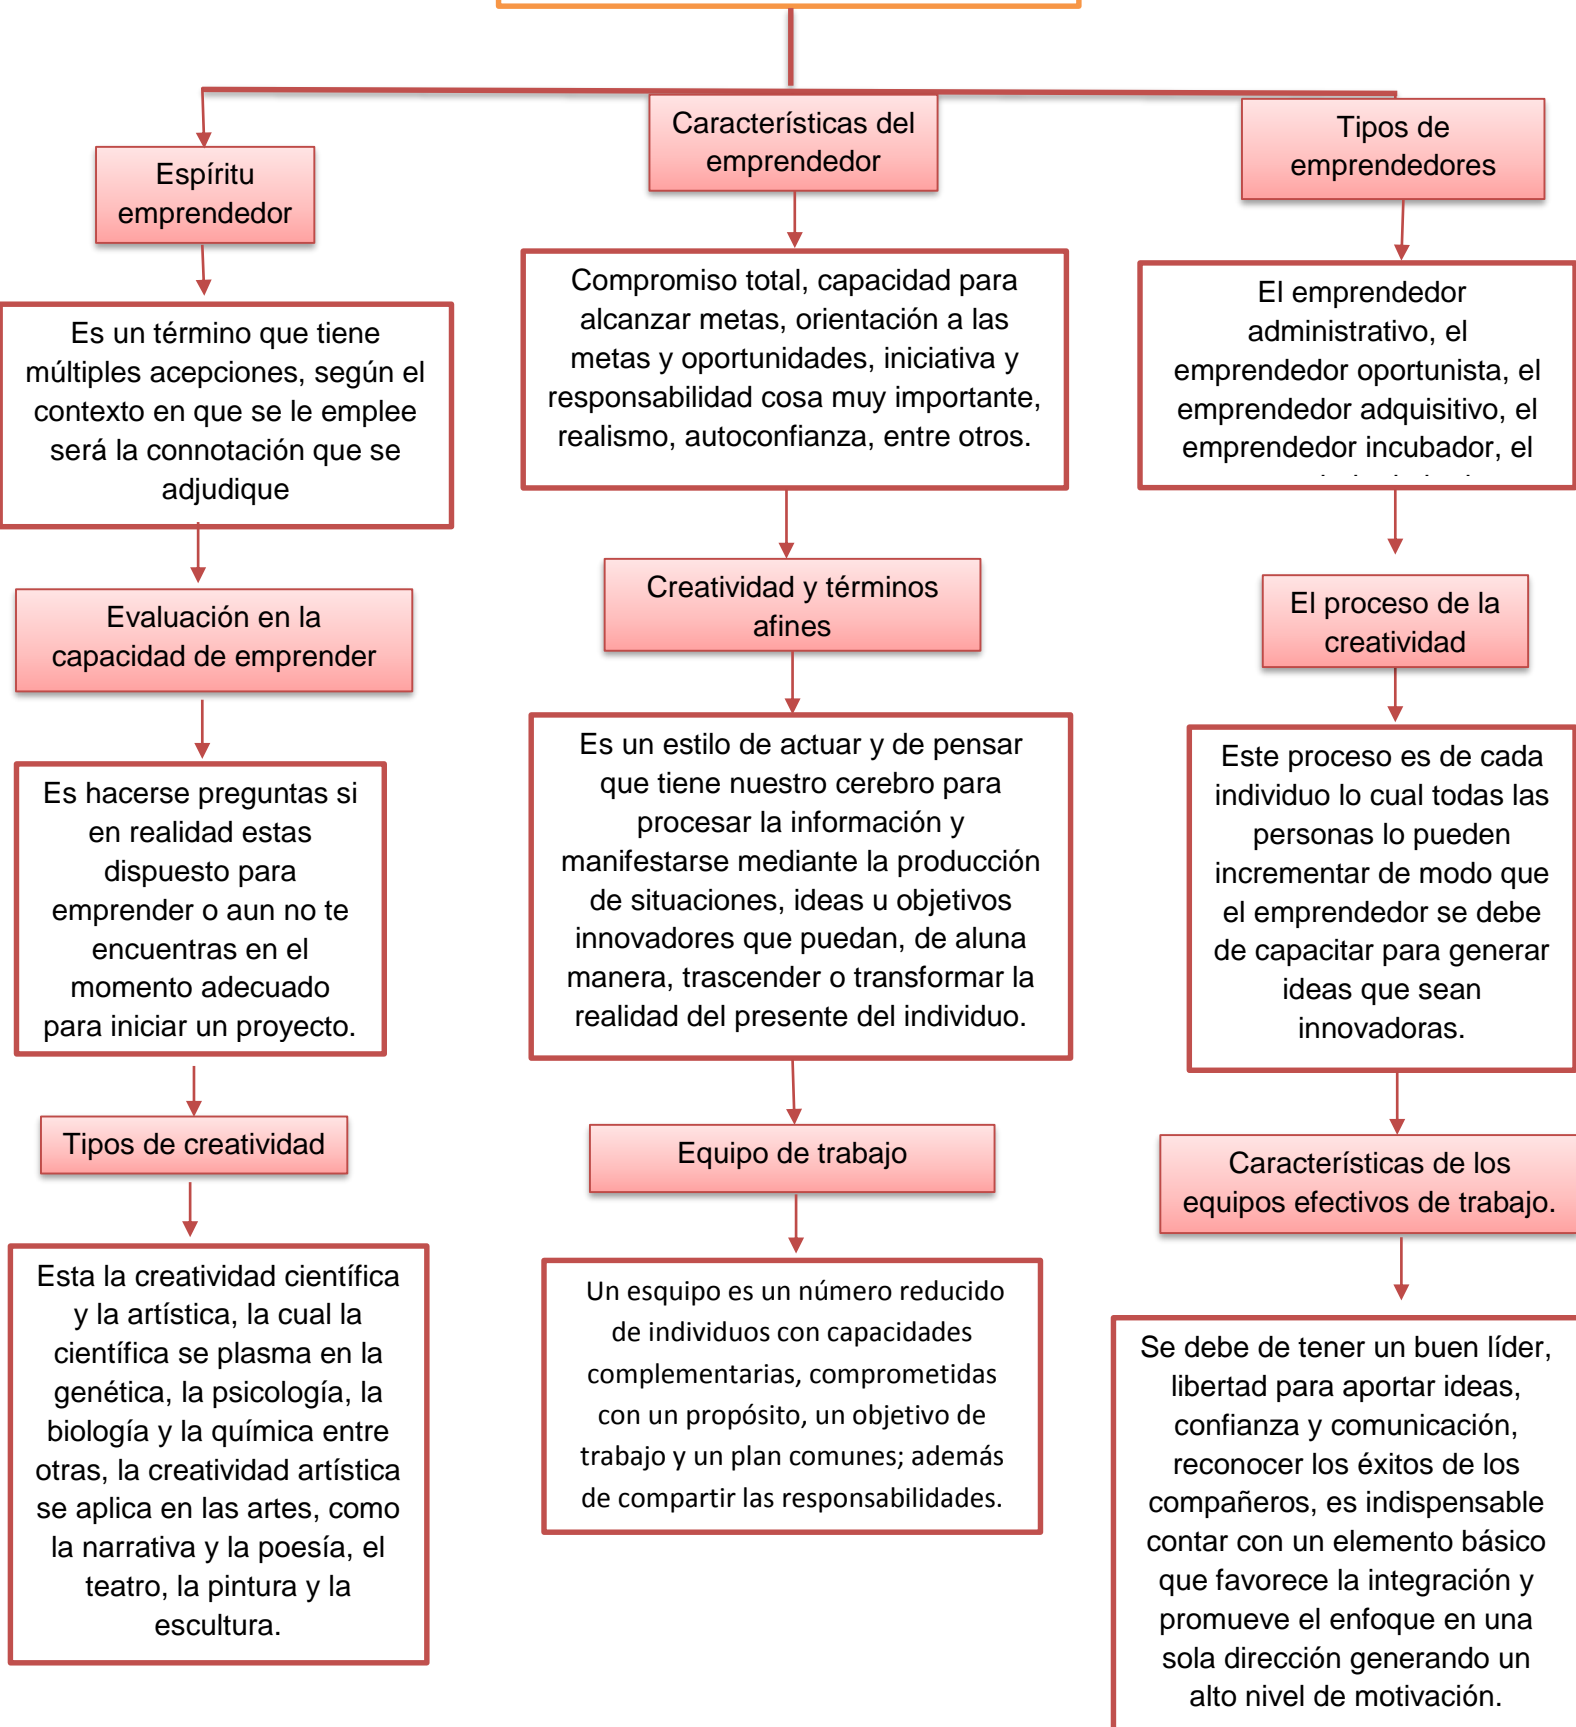 Espíritu
emprendedor
Es un término que tiene
múltiples acepciones, según el
contexto en que se le emplee
será la connotación que se
adjudique
Evaluación en la
capacidad de emprender
Es hacerse preguntas si
en realidad estas
dispuesto para
emprender o aun no te
encuentras en el
momento adecuado
para iniciar un proyecto.
Tipos de creatividad
Esta la creatividad científica
y la artística, la cual la
científica se plasma en la
genética, la psicología, la
biología y la química entre
otras, la creatividad artística
se aplica en las artes, como
la narrativa y la poesía, el
teatro, la pintura y la
escultura.
Características del
emprendedor
Compromiso total, capacidad para
alcanzar metas, orientación a las
metas y oportunidades, iniciativa y
responsabilidad cosa muy importante,
realismo, autoconfianza, entre otros.
Creatividad y términos
afines
Es un estilo de actuar y de pensar
que tiene nuestro cerebro para
procesar la información y
manifestarse mediante la producción
de situaciones, ideas u objetivos
innovadores que puedan, de aluna
manera, trascender o transformar la
realidad del presente del individuo.
Equipo de trabajo
Un esquipo es un número reducido
de individuos con capacidades
complementarias, comprometidas
con un propósito, un objetivo de
trabajo y un plan comunes; además
de compartir las responsabilidades.
Tipos de
emprendedores
El emprendedor
administrativo, el
emprendedor oportunista, el
emprendedor adquisitivo, el
emprendedor incubador, el
El proceso de la
creatividad
Este proceso es de cada
individuo lo cual todas las
personas lo pueden
incrementar de modo que
el emprendedor se debe
de capacitar para generar
ideas que sean
innovadoras.
Características de los
equipos efectivos de trabajo.
Se debe de tener un buen líder,
libertad para aportar ideas,
confianza y comunicación,
reconocer los éxitos de los
compañeros, es indispensable
contar con un elemento básico
que favorece la integración y
promueve el enfoque en una
sola dirección generando un
alto nivel de motivación.